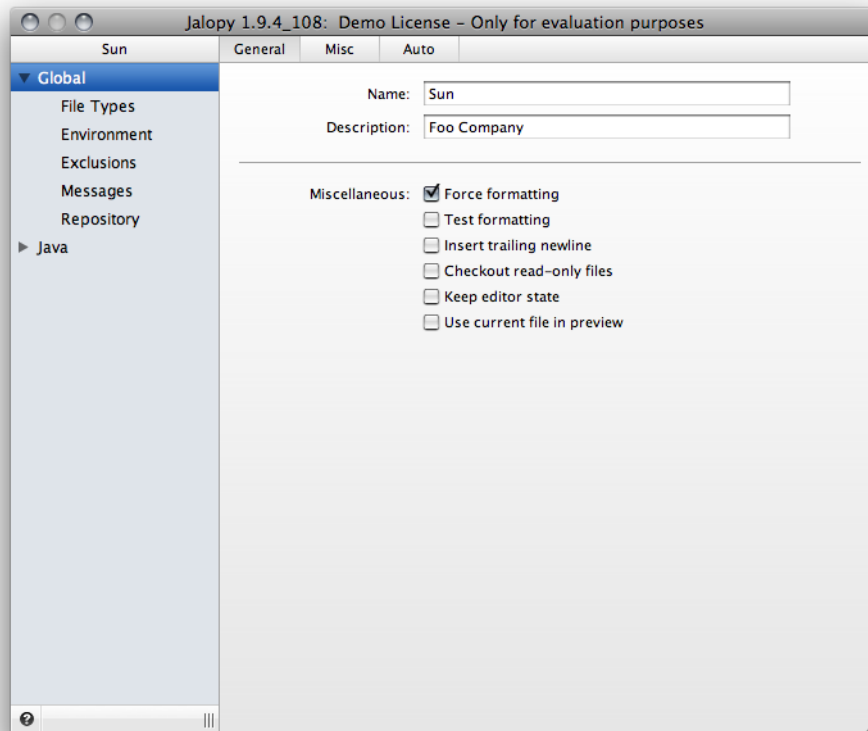 Jalopy 1.9.4_108: Demo License – Only for evaluation purposes
Sun
General Misc Auto
Global
File Types
Environment
Exclusions
Messages
Repository
Java
Name: Sun
Description: Foo Company
Miscellaneous: Force formatting
Test formatting
Insert trailing newline
Checkout read-only files
Keep editor state
Use current file in preview
?